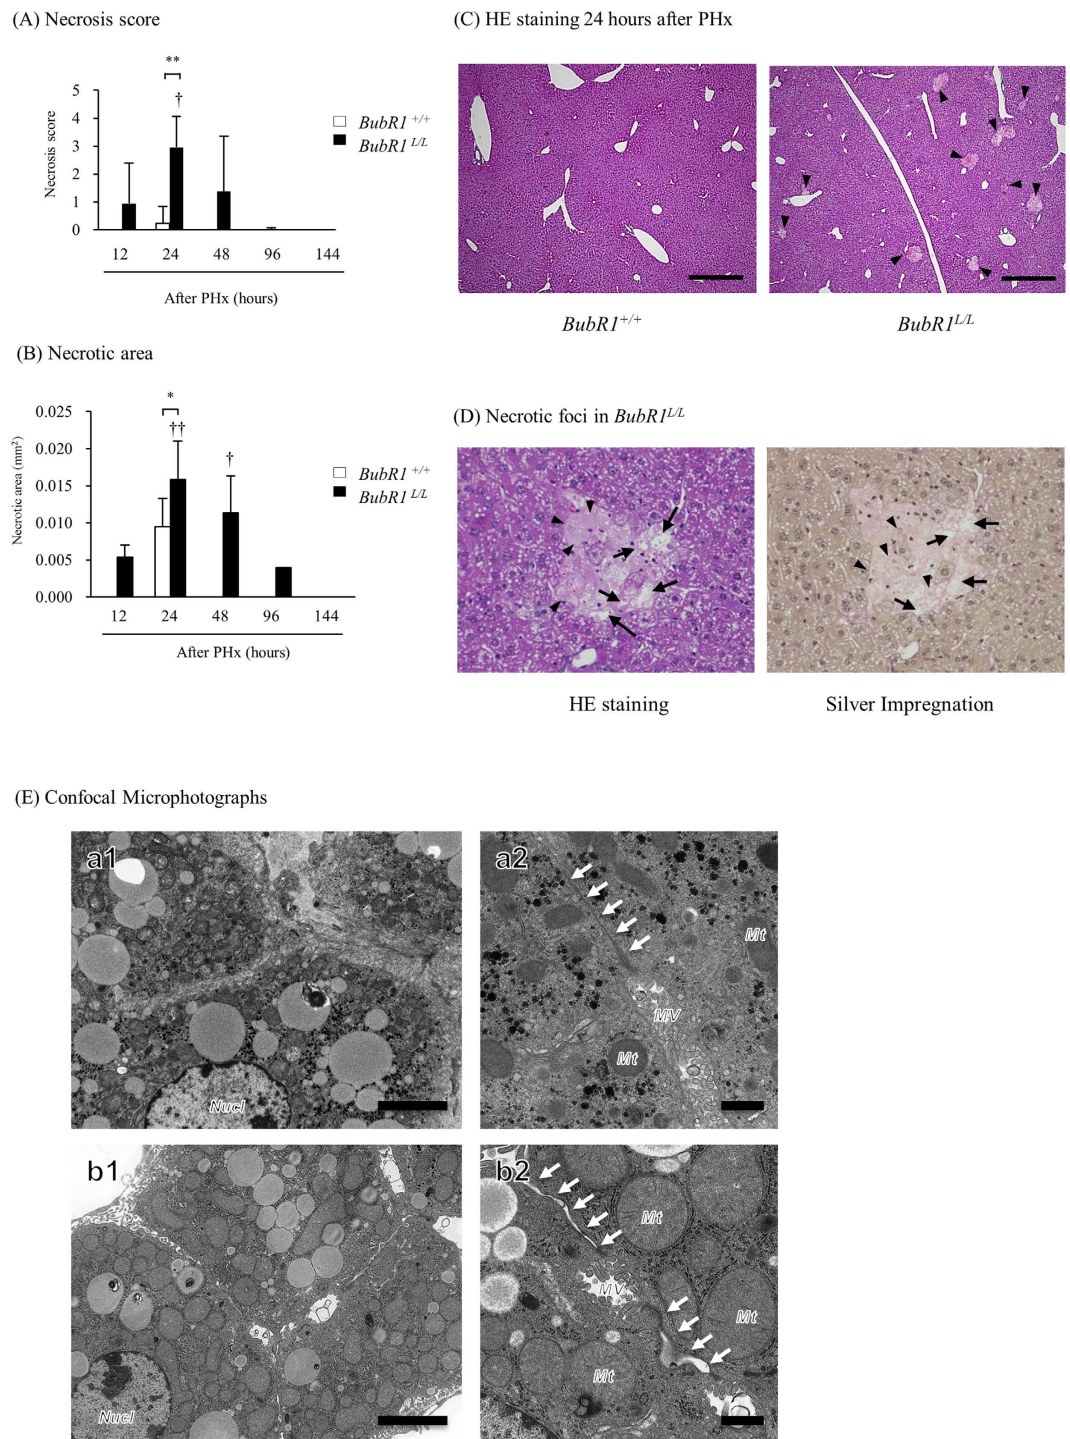 (A) Necrosis score
**
†
5
4
3
2
1
0
Necrosis score
BubR1 +/+
BubR1 L/L
12 24 48 96 144
After PHx (hours)
(B) Necrotic area
*
††
†
0.025
0.020
0.015
0.010
0.005
0.000
Necrotic area (mm²)
BubR1 +/+
BubR1 L/L
12 24 48 96 144
After PHx (hours)
(C) HE staining 24 hours after PHx
BubR1+/+
BubR1L/L
(D) Necrotic foci in BubR1L/L
HE staining
Silver Impregnation
(E) Confocal Microphotographs
a1
Nucl
a2
Mt
MV
Mt
b1
Nucl
b2
Mt
MV
Mt
Mt